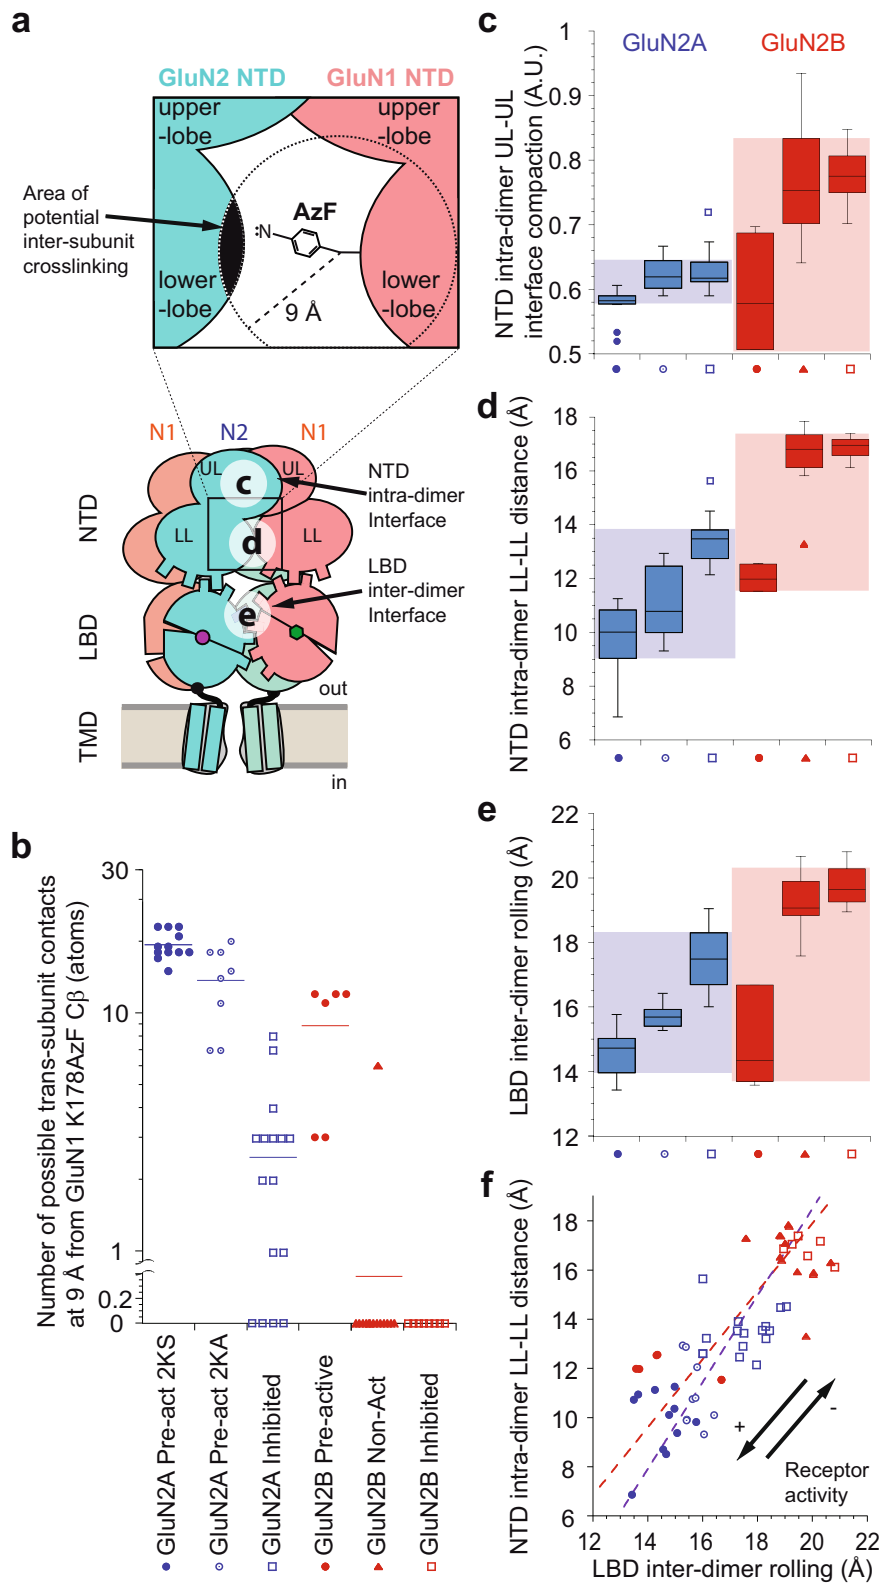 a
GluN2 NTD
GluN1 NTD
upper
-lobe
upper
-lobe
Area of
potential
inter-subunit
crosslinking
:N
AzF
lower
-lobe
lower
-lobe
9 Å
N1
N2
N1
UL
UL
c
NTD
intra-dimer
Interface
NTD
LL
d
LL
LBD
inter-dimer
Interface
LBD
e
out
TMD
in
b
Number of possible trans-subunit contacts
at 9 Å from GluN1 K178AzF Cβ (atoms)
30
10
1
0.2
0
GluN2A Pre-act 2KS
GluN2A Pre-act 2KA
GluN2A Inhibited
GluN2B Pre-active
GluN2B Non-Act
GluN2B Inhibited
c
NTD intra-dimer UL-UL
interface compaction (A.U.)
GluN2A
GluN2B
1
0.9
0.8
0.7
0.6
0.5
d
NTD intra-dimer LL-LL distance (Å)
18
16
14
12
10
8
6
e
LBD inter-dimer rolling (Å)
22
20
18
16
14
12
f
NTD intra-dimer LL-LL distance (Å)
18
16
14
12
10
8
6
+
-
Receptor
activity
12
14
16
18
20
22
LBD inter-dimer rolling (Å)